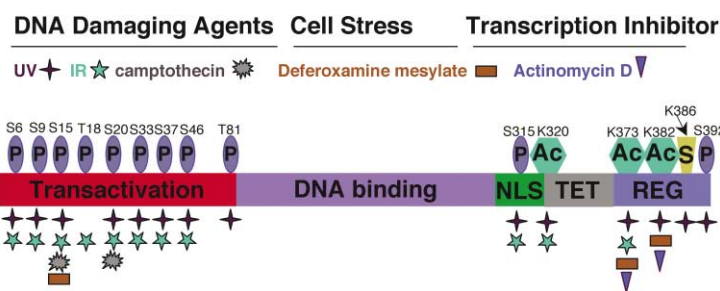 DNA Damaging Agents Cell Stress Transcription Inhibitor
UV IR camptothecin Deferoxamine mesylate Actinomycin D
K386
S6 S9 S15 T18 S20 S33 S37 S46 T81 S315 K320 K373 K382 S392
P P P P P P P P P P Ac Ac Ac S P
Transactivation DNA binding NLS TET REG